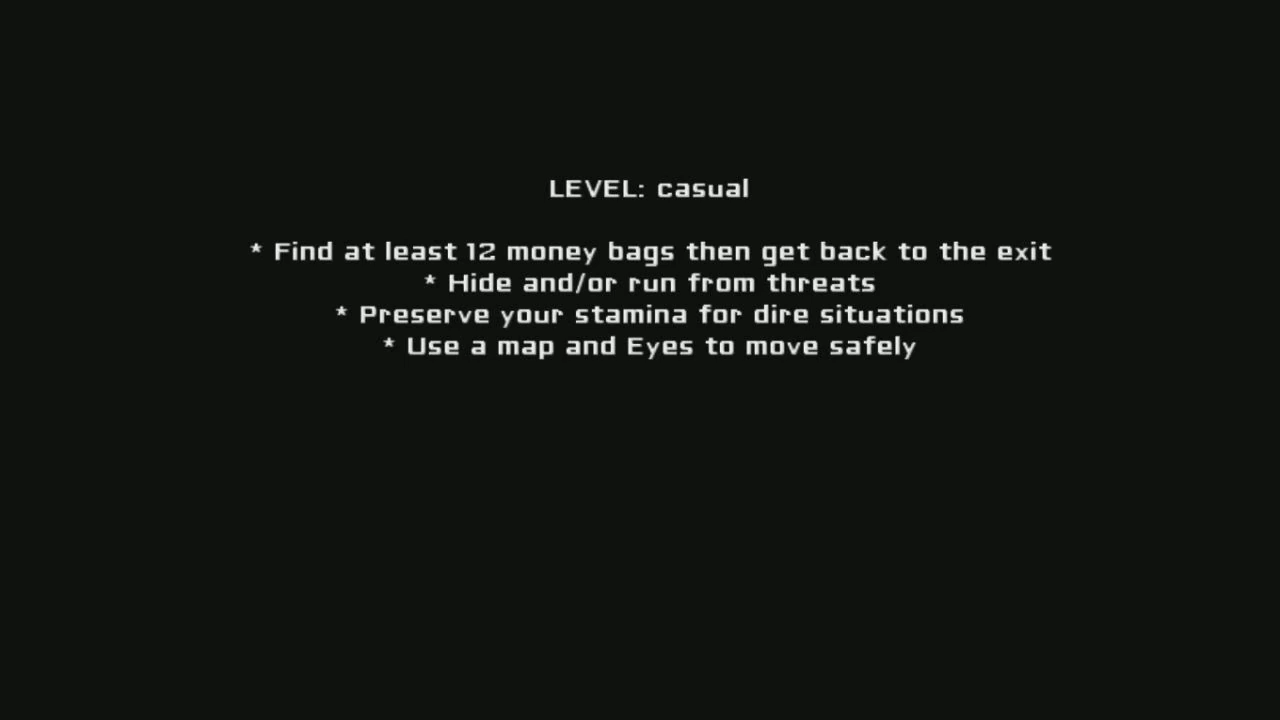 LEVEL: casual
* Find at least 12 money bags then get back to the exit
* Hide and/or run from threats
* Preserve your stamina for dire situations
* Use a map and Eyes to move safely